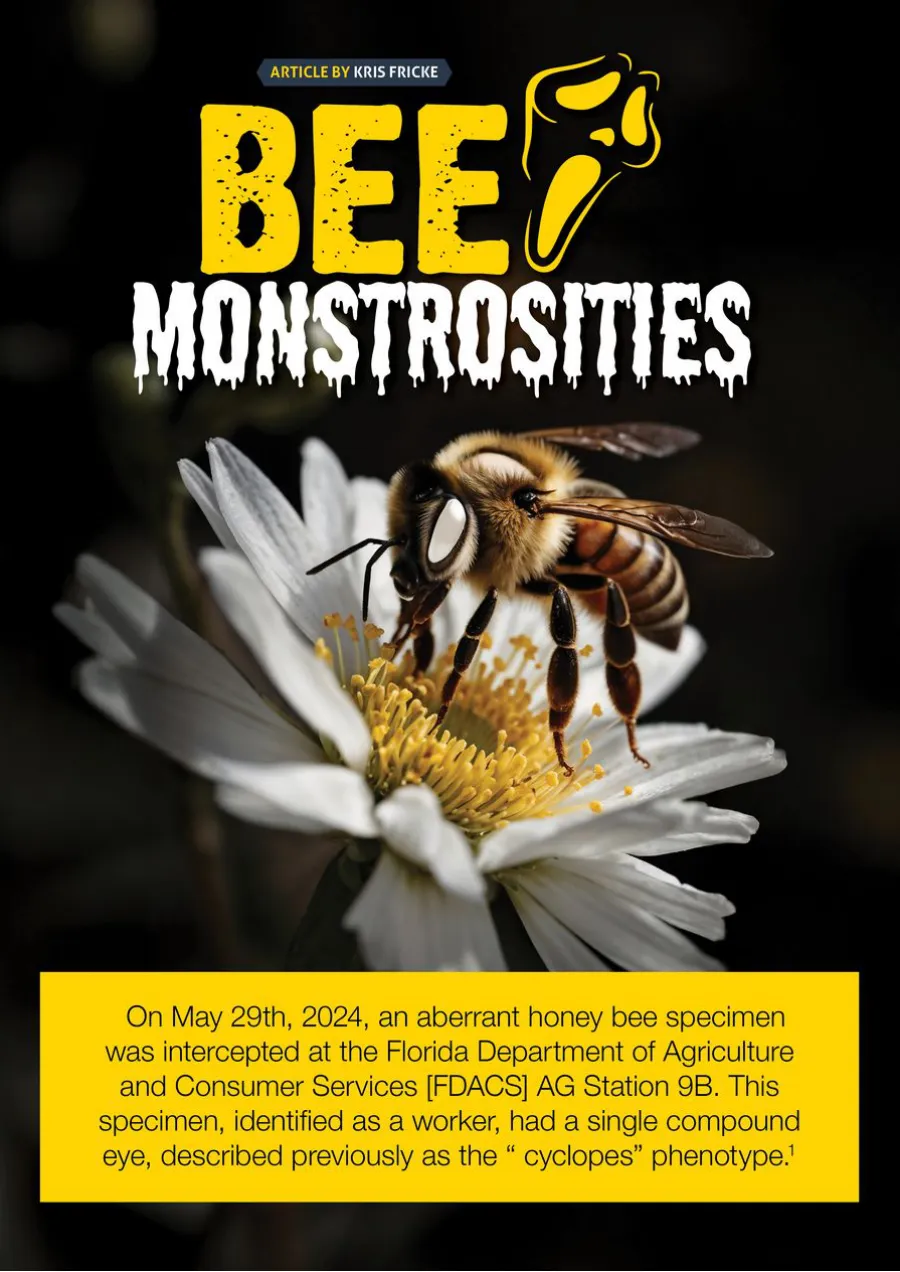 ARTICLE BY KRIS FRICKE
BEE
MONSTROSITIES
On May 29th, 2024, an aberrant honey bee specimen
was intercepted at the Florida Department of Agriculture
and Consumer Services [FDACS] AG Station 9B. This
specimen, identified as a worker, had a single compound
eye, described previously as the “ cyclopes” phenotype.¹